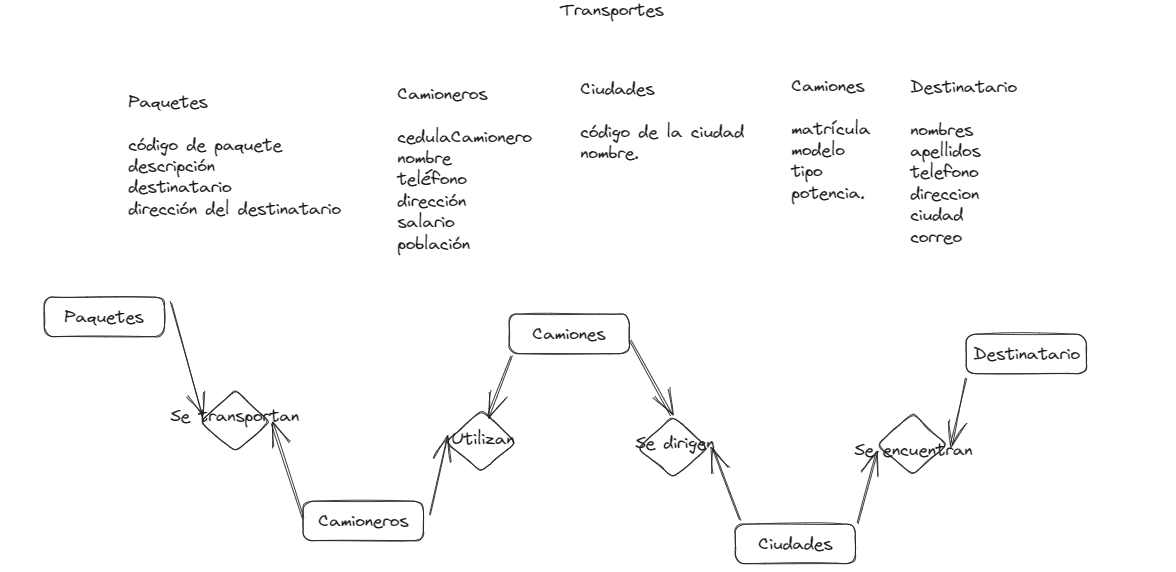 Transportes
Paquetes
código de paquete
descripción
destinatario
dirección del destinatario
Camioneros
cedulaCamionero
nombre
teléfono
dirección
salario
población
Ciudades
código de la ciudad
nombre.
Camiones
matrícula
modelo
tipo
potencia.
Destinatario
nombres
apellidos
telefono
direccion
ciudad
correo
Paquetes
Camiones
Destinatario
Se transportan
Utilizan
Se dirigen
Se encuentran
Camioneros
Ciudades